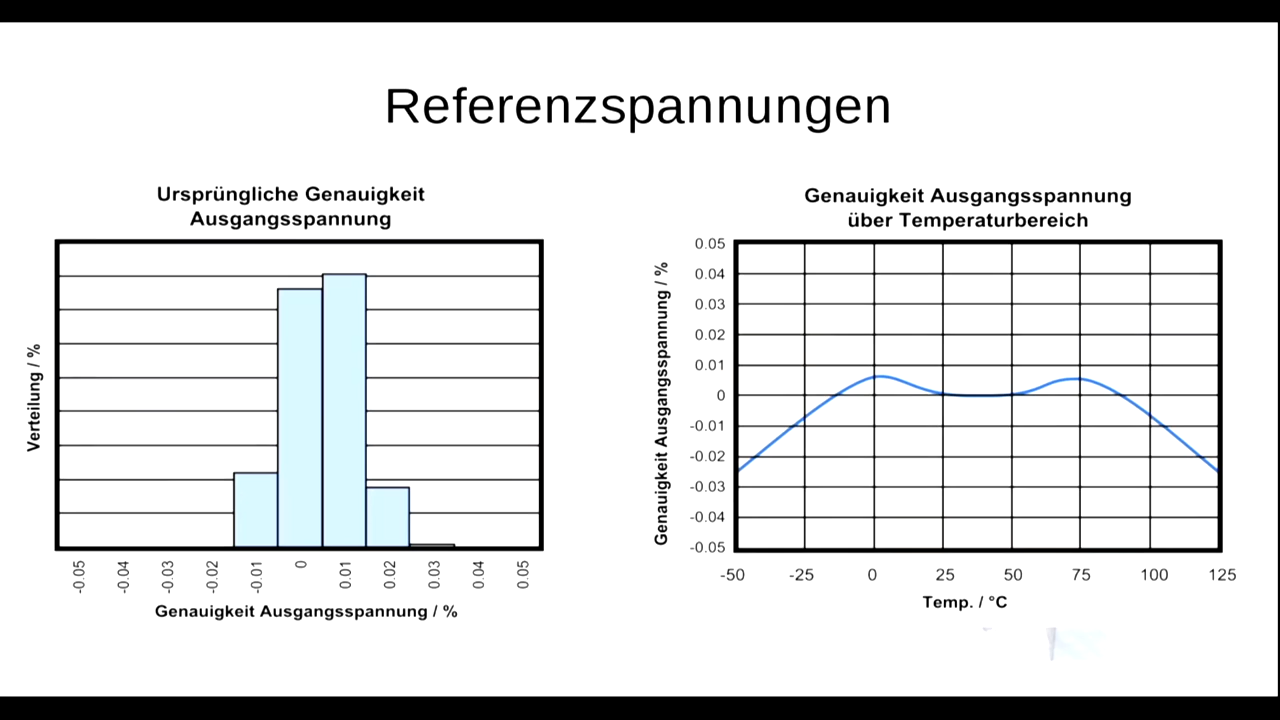 Referenzspannungen
Ursprüngliche Genauigkeit
Ausgangsspannung
Verteilung / %
-0.05
-0.04
-0.03
-0.02
-0.01
0
0.01
0.02
0.03
0.04
0.05
Genauigkeit Ausgangsspannung / %
Genauigkeit Ausgangsspannung
über Temperaturbereich
Genauigkeit Ausgangsspannung / %
0.05
0.04
0.03
0.02
0.01
0
-0.01
-0.02
-0.03
-0.04
-0.05
-50 -25 0 25 50 75 100 125
Temp. / °C